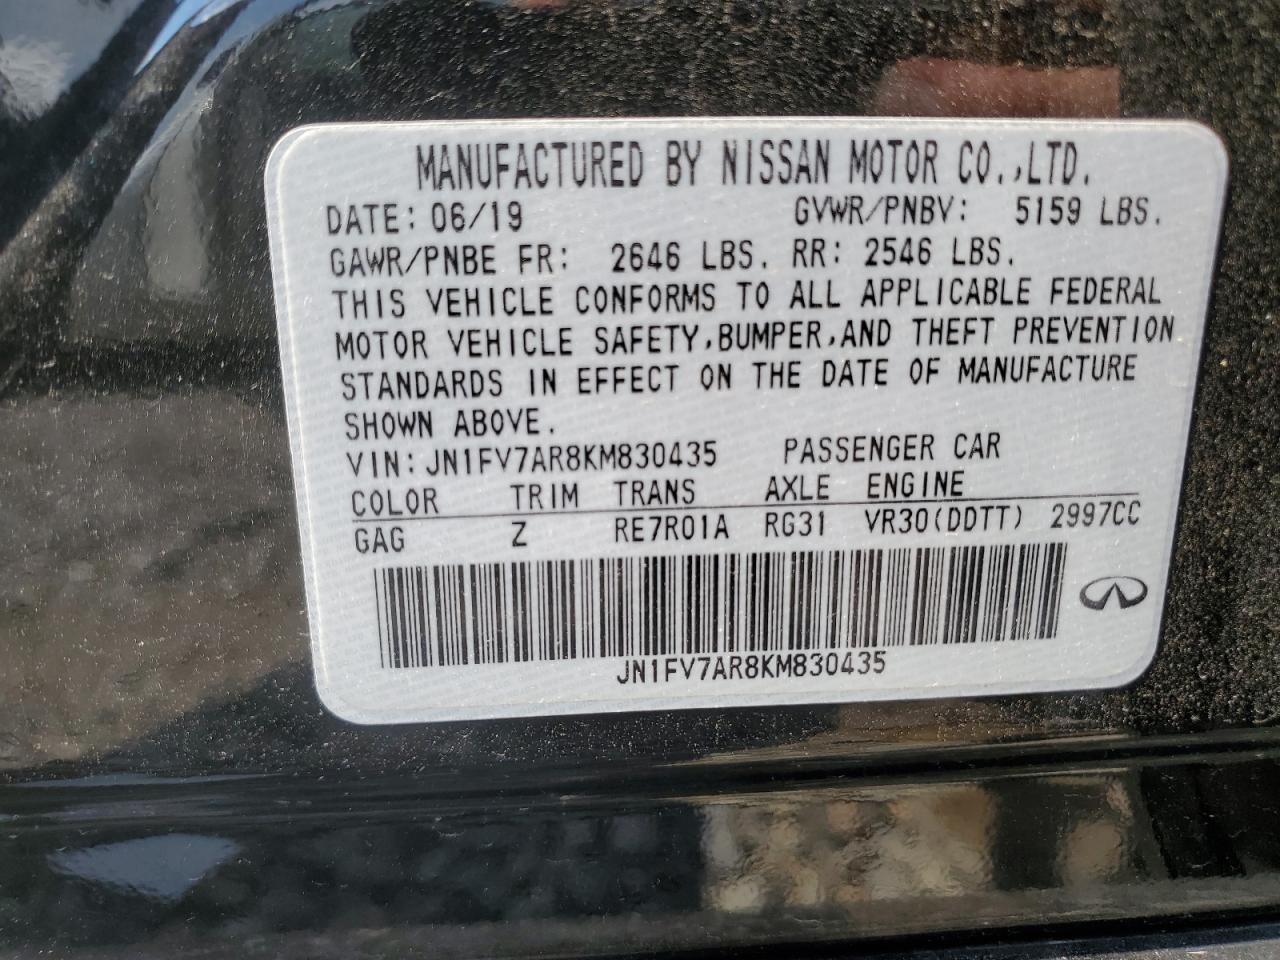 MANUFACTURED BY NISSAN MOTOR CO.,LTD.
DATE: 06/19 GVWR/PNBV: 5159 LBS.
GAWR/PNBE FR: 2646 LBS. RR: 2546 LBS.
THIS VEHICLE CONFORMS TO ALL APPLICABLE FEDERAL
MOTOR VEHICLE SAFETY,BUMPER,AND THEFT PREVENTION
STANDARDS IN EFFECT ON THE DATE OF MANUFACTURE
SHOWN ABOVE.
VIN:JN1FV7AR8KM830435 PASSENGER CAR
COLOR TRIM TRANS AXLE ENGINE
GAG Z RE7R01A RG31 VR30(DDTT) 2997CC
JN1FV7AR8KM830435